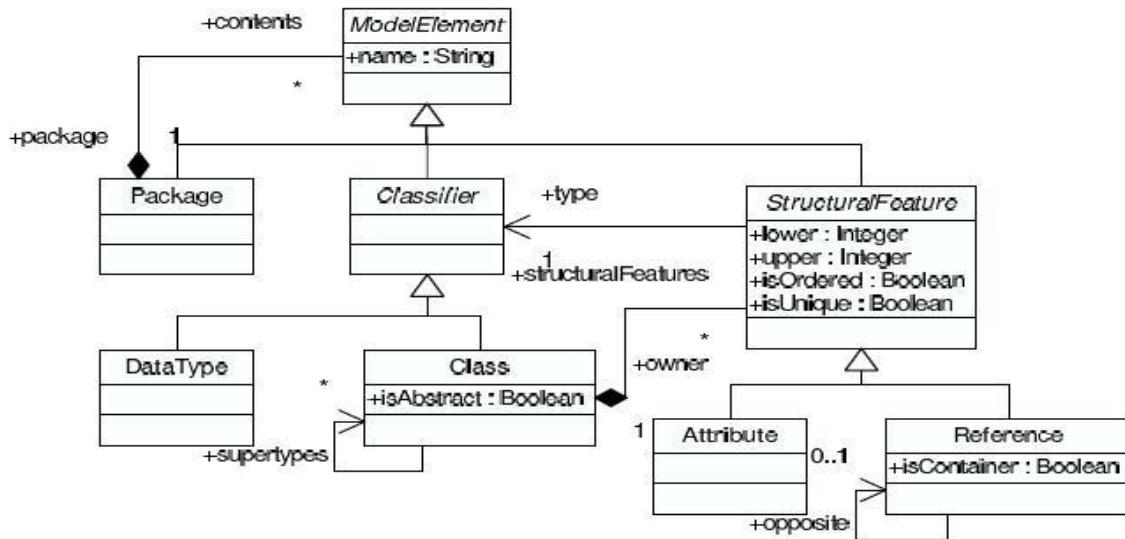 +contents
ModelElement
+name : String
*
+package
1
Package
Classifier
+type
StructuralFeature
+lower : Integer
+upper : Integer
+isOrdered : Boolean
+isUnique : Boolean
1
+structuralFeatures
DataType
Class
*
+isAbstract : Boolean
*
+owner
+supertypes
1
Attribute
0..1
Reference
+isContainer : Boolean
+opposite